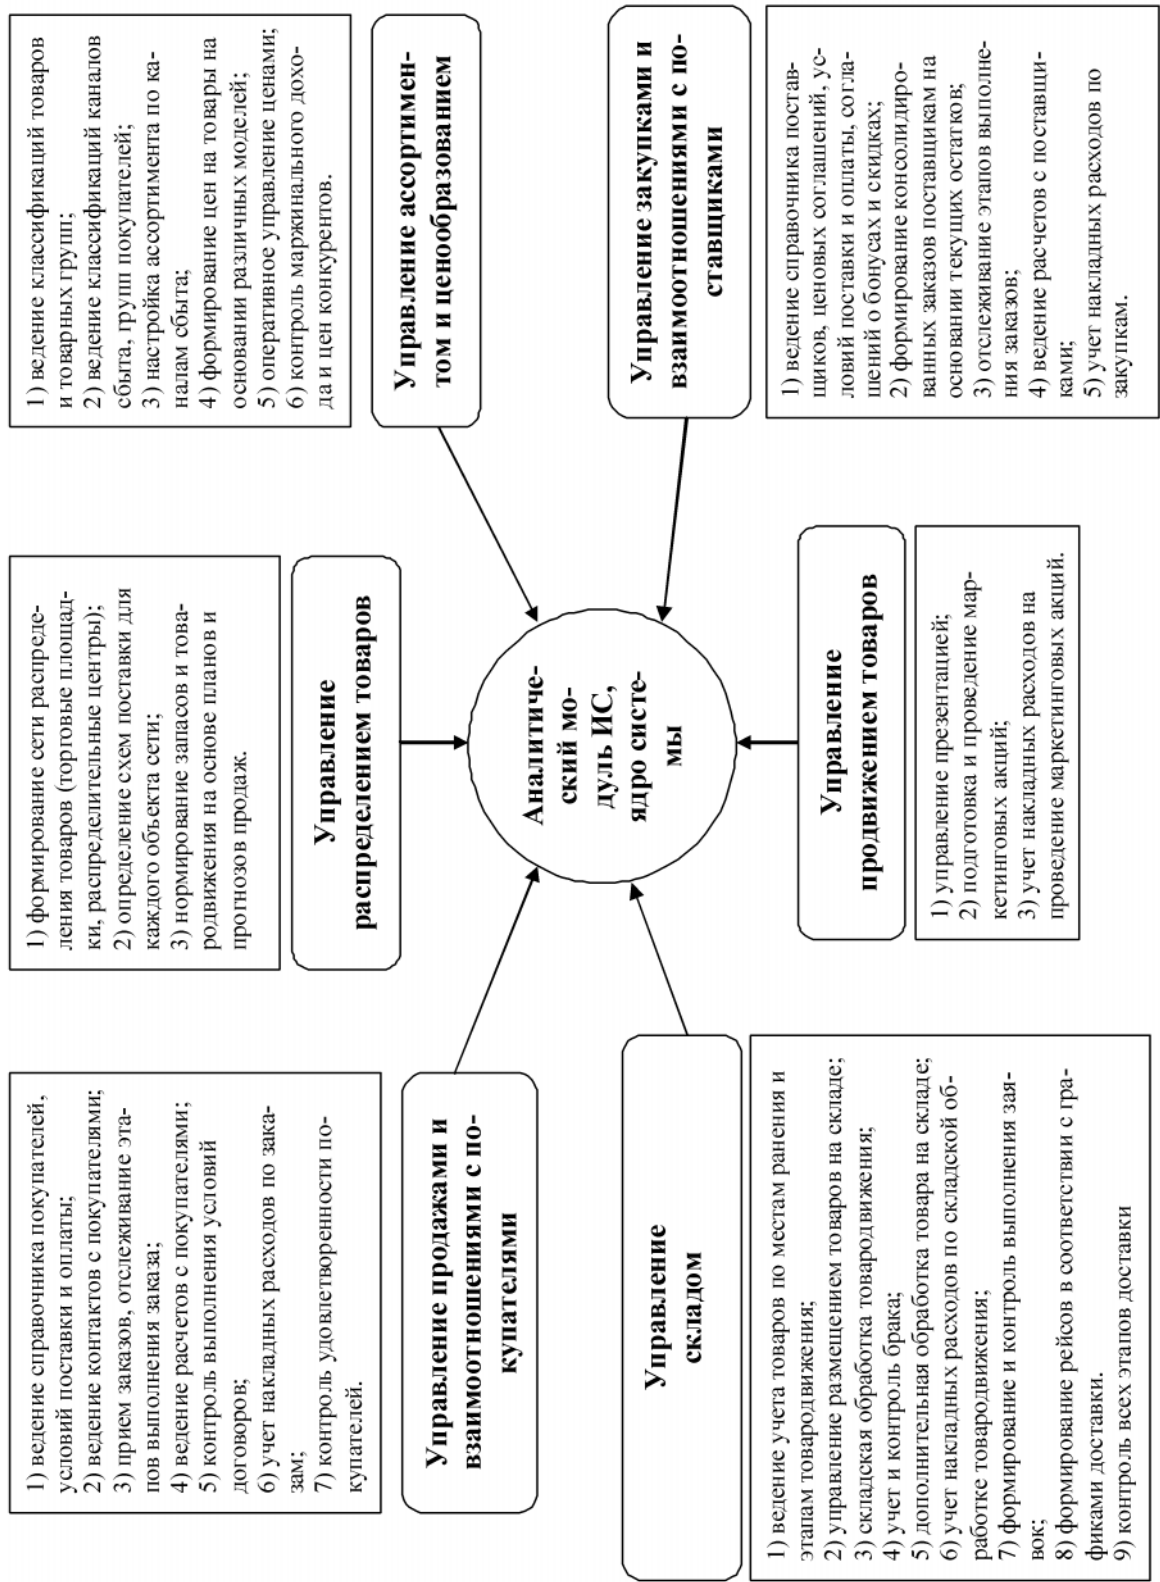 1) ведение справочника покупателей,
условий поставки и оплаты;
2) ведение контактов с покупателями;
3) прием заказов, отслеживание эта-
пов выполнения заказа;
4) ведение расчетов с покупателями;
5) контроль выполнения условий
договоров;
6) учет накладных расходов по зака-
зам;
7) контроль удовлетворенности по-
купателей.
Управление продажами и
взаимоотношениями с по-
купателями
1) формирование сети распреде-
ления товаров (торговые площад-
ки, распределительные центры);
2) определение схем поставки для
каждого объекта сети;
3) нормирование запасов и това-
родвижения на основе планов и
прогнозов продаж.
Управление
распределением товаров
1) ведение классификаций товаров
и товарных групп;
2) ведение классификаций каналов
сбыта, групп покупателей;
3) настройка ассортимента по ка-
налам сбыта;
4) формирование цен на товары на
основании различных моделей;
5) оперативное управление ценами;
6) контроль маржинального дохо-
да и цен конкурентов.
Управление ассортимен-
том и ценообразованием
Аналитиче-
ский мо-
дуль ИС,
ядро систе-
мы
Управление
складом
1) ведение учета товаров по местам ранения и
этапам товародвижения;
2) управление размещением товаров на складе;
3) складская обработка товародвижения;
4) учет и контроль брака;
5) дополнительная обработка товара на складе;
6) учет накладных расходов по складской об-
работке товародвижения;
7) формирование и контроль выполнения зая-
вок;
8) формирование рейсов в соответствии с гра-
фиками доставки.
9) контроль всех этапов доставки
Управление
продвижением товаров
1) управление презентацией;
2) подготовка и проведение мар-
кетинговых акций;
3) учет накладных расходов на
проведение маркетинговых акций.
Управление закупками и
взаимоотношениями с по-
ставщиками
1) ведение справочника постав-
щиков, ценовых соглашений, ус-
ловий поставки и оплаты, согла-
шений о бонусах и скидках;
2) формирование консолидиро-
ванных заказов поставщикам на
основании текущих остатков;
3) отслеживание этапов выполне-
ния заказов;
4) ведение расчетов с поставщи-
ками;
5) учет накладных расходов по
закупкам.